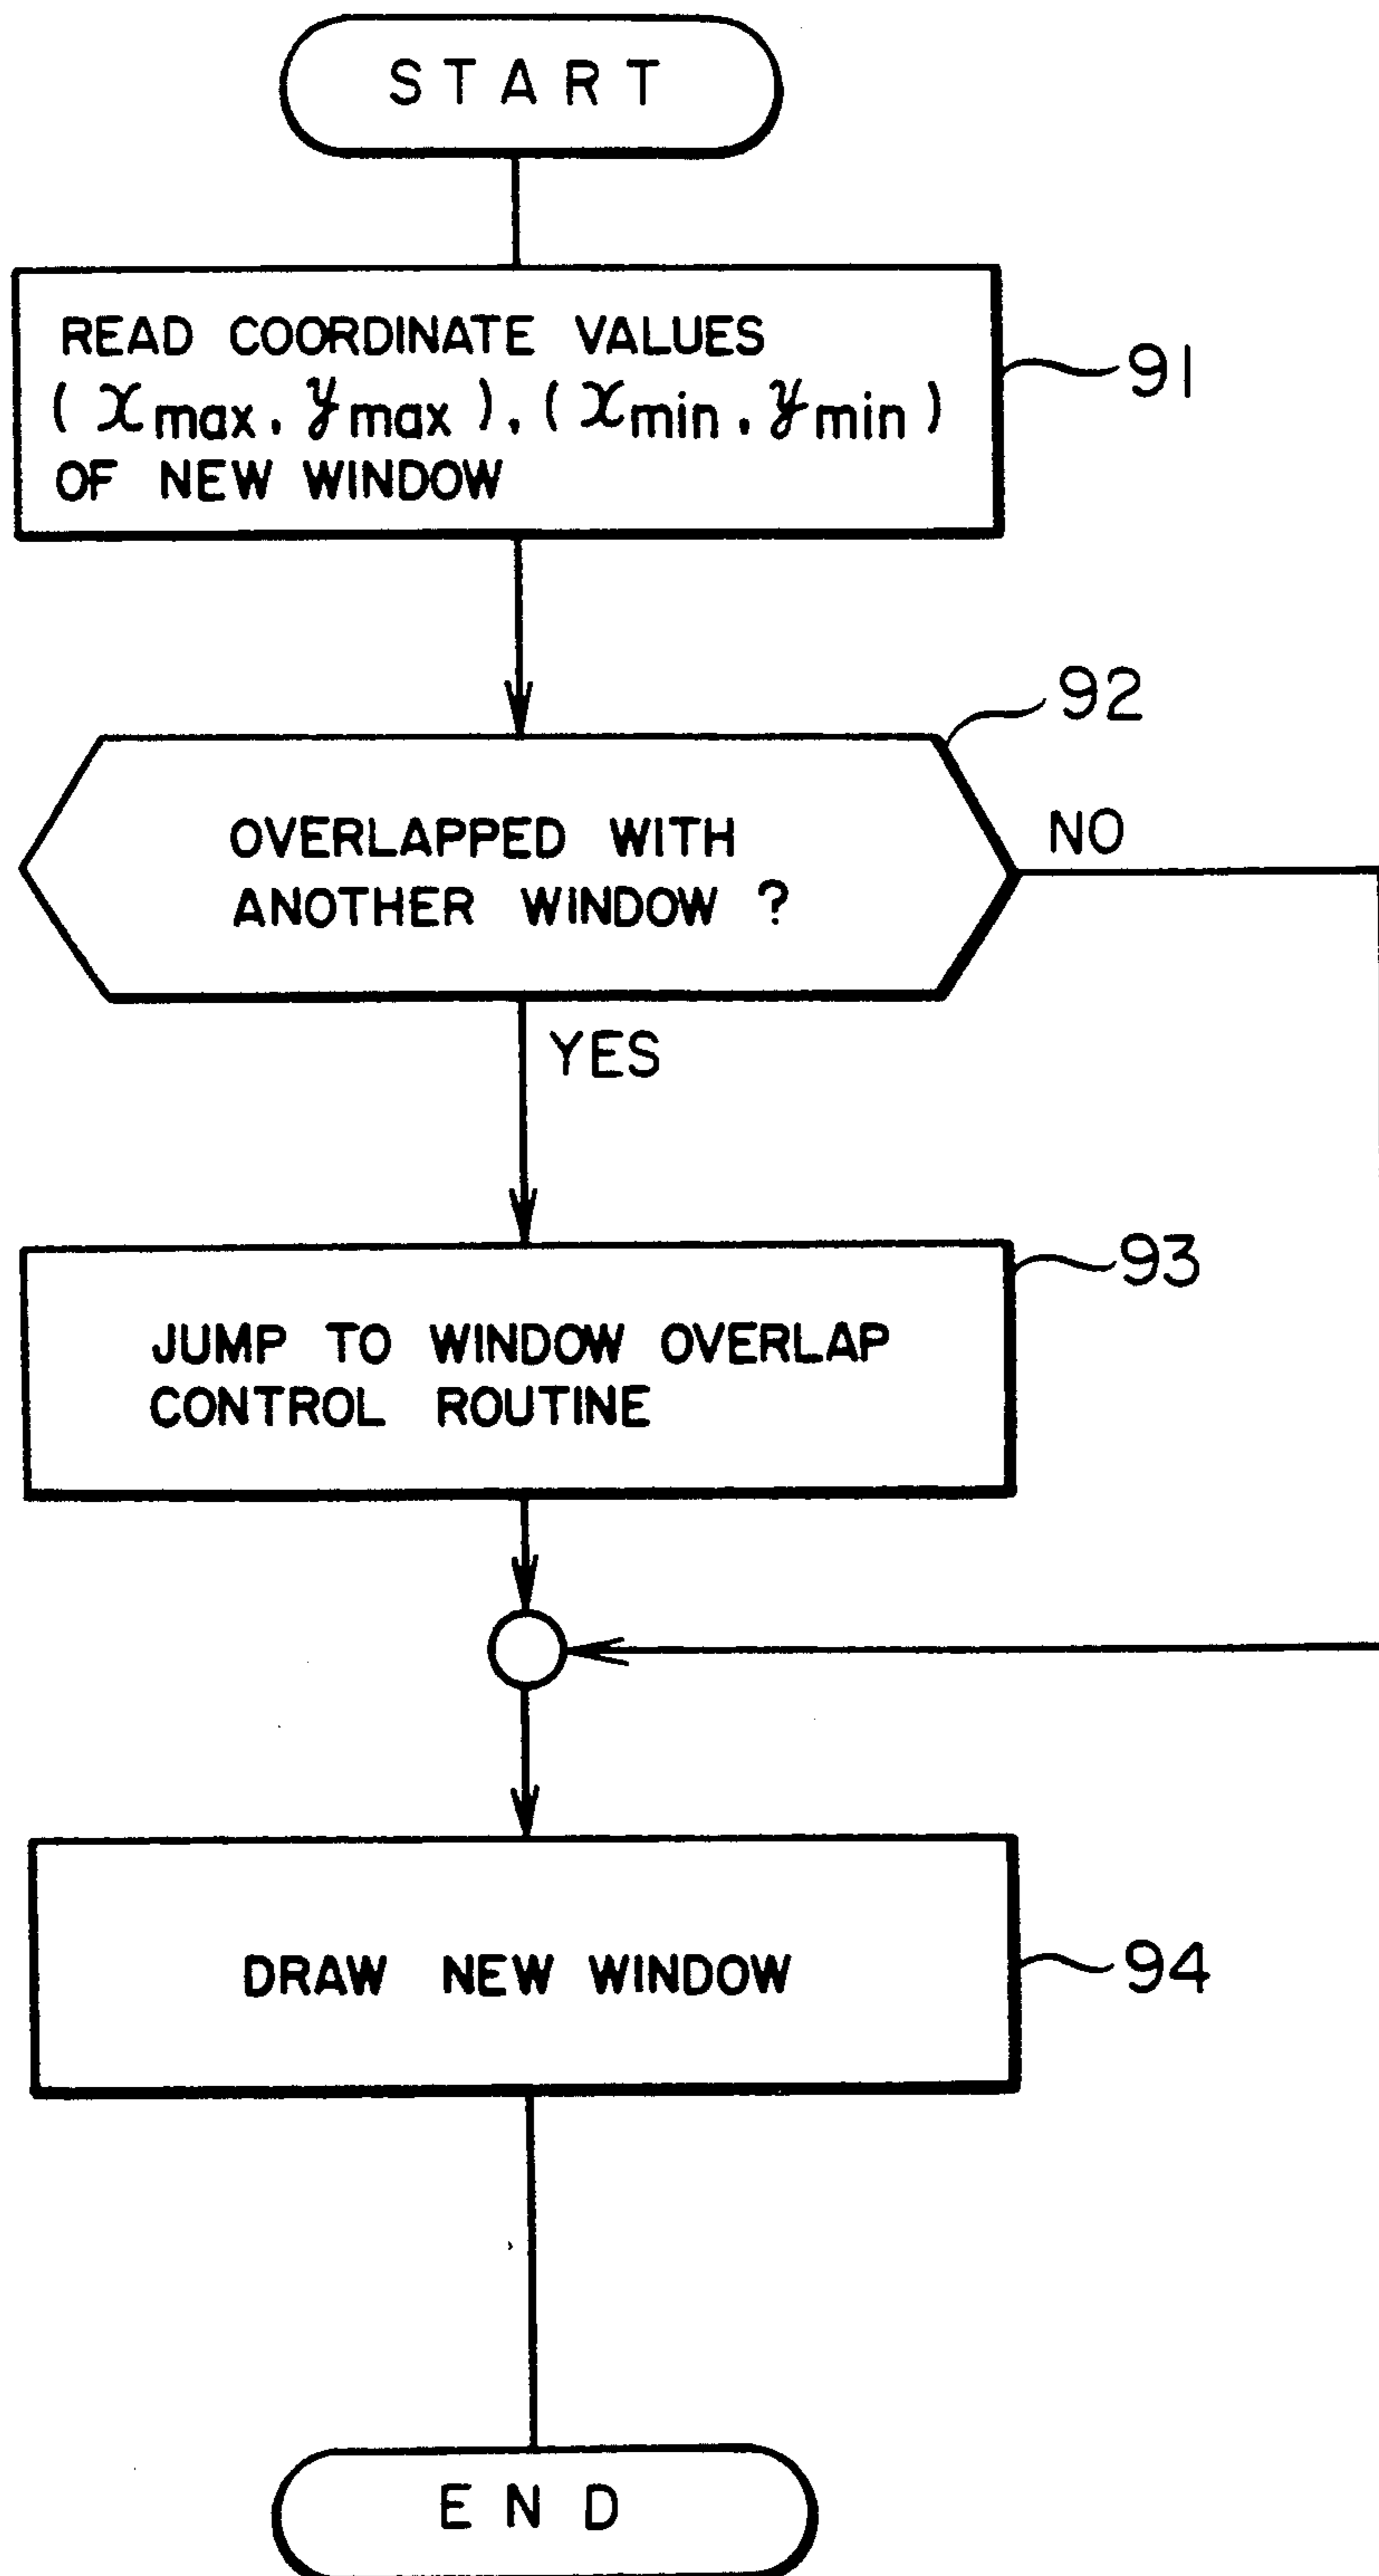 START
READ COORDINATE VALUES
(xmax, ymax), (xmin, ymin)
OF NEW WINDOW
91
92
OVERLAPPED WITH
ANOTHER WINDOW ?
NO
YES
93
JUMP TO WINDOW OVERLAP
CONTROL ROUTINE
DRAW NEW WINDOW
94
END